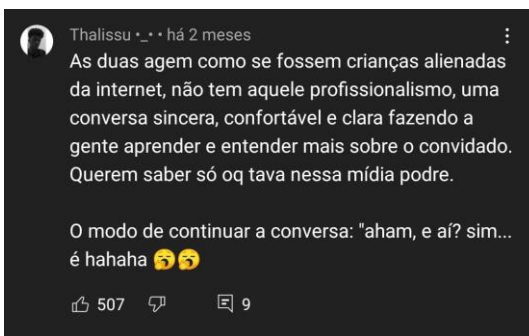 Thalissu •_• • há 2 meses
As duas agem como se fossem crianças alienadas
da internet, não tem aquele profissionalismo, uma
conversa sincera, confortável e clara fazendo a
gente aprender e entender mais sobre o convidado.
Querem saber só oq tava nessa mídia podre.
O modo de continuar a conversa: "aham, e aí? sim...
é hahaha 🥱🥱
507 9